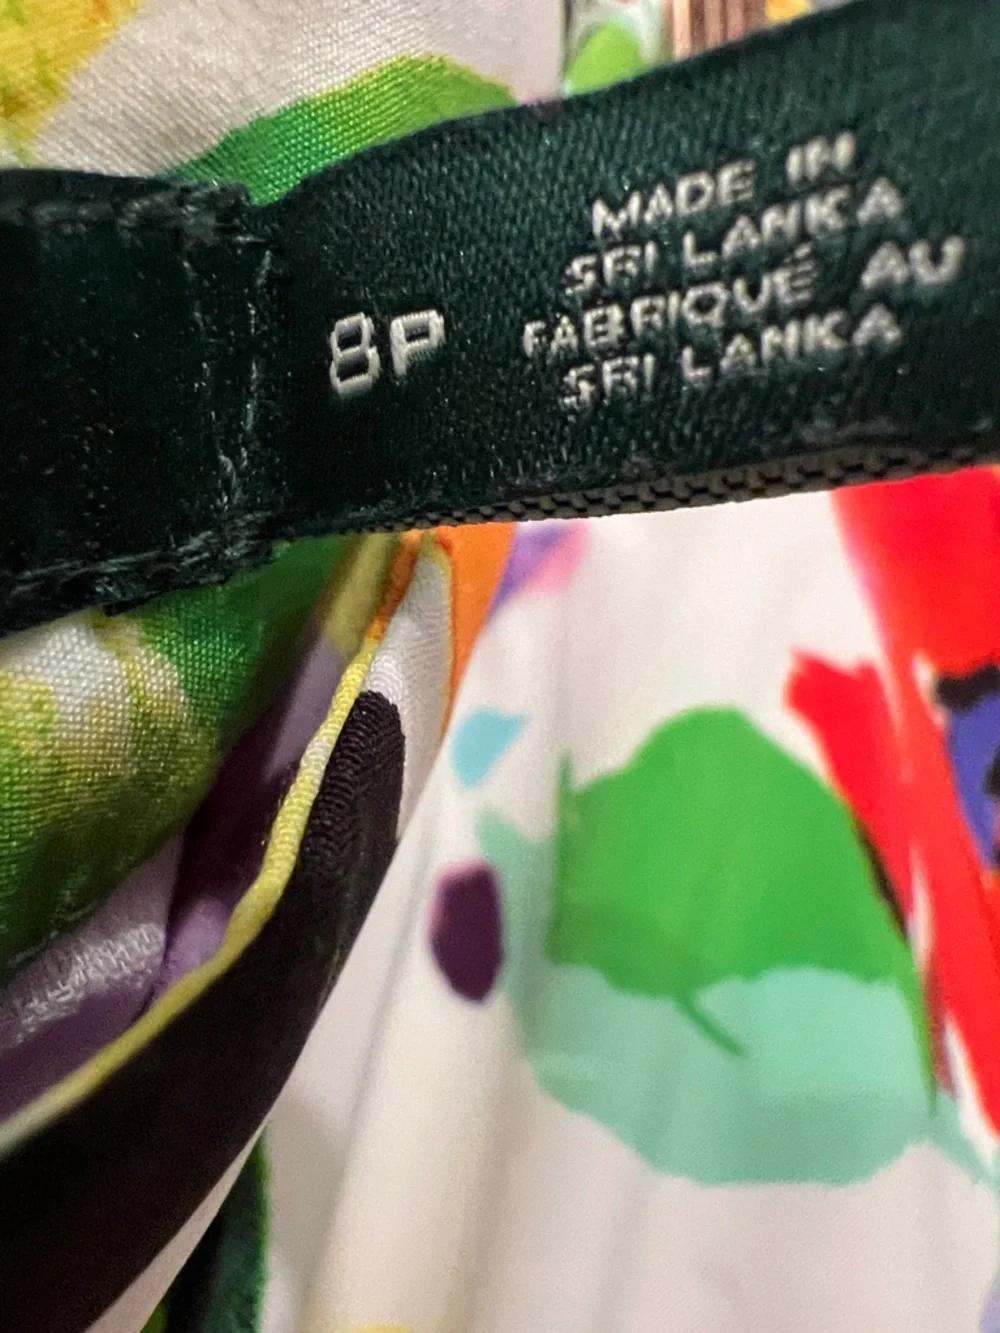 8P
MADE IN
SRI LANKA
FABRIQUÉ AU
SRI LANKA